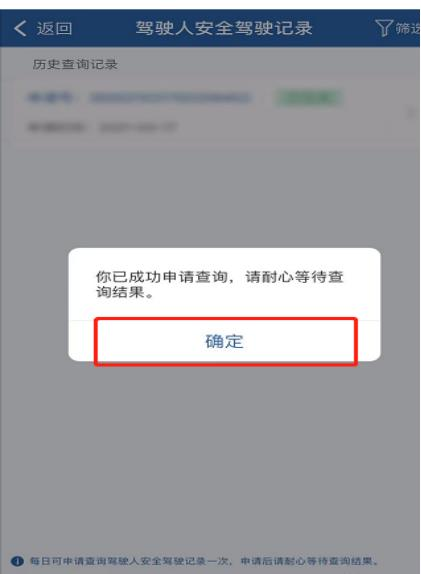 返回
驾驶人安全驾驶记录
筛选
历史查询记录
你已成功申请查询，请耐心等待查
询结果。
确定
每日可申请查询驾驶人安全驾驶记录一次，申请后请耐心等待查询结果。